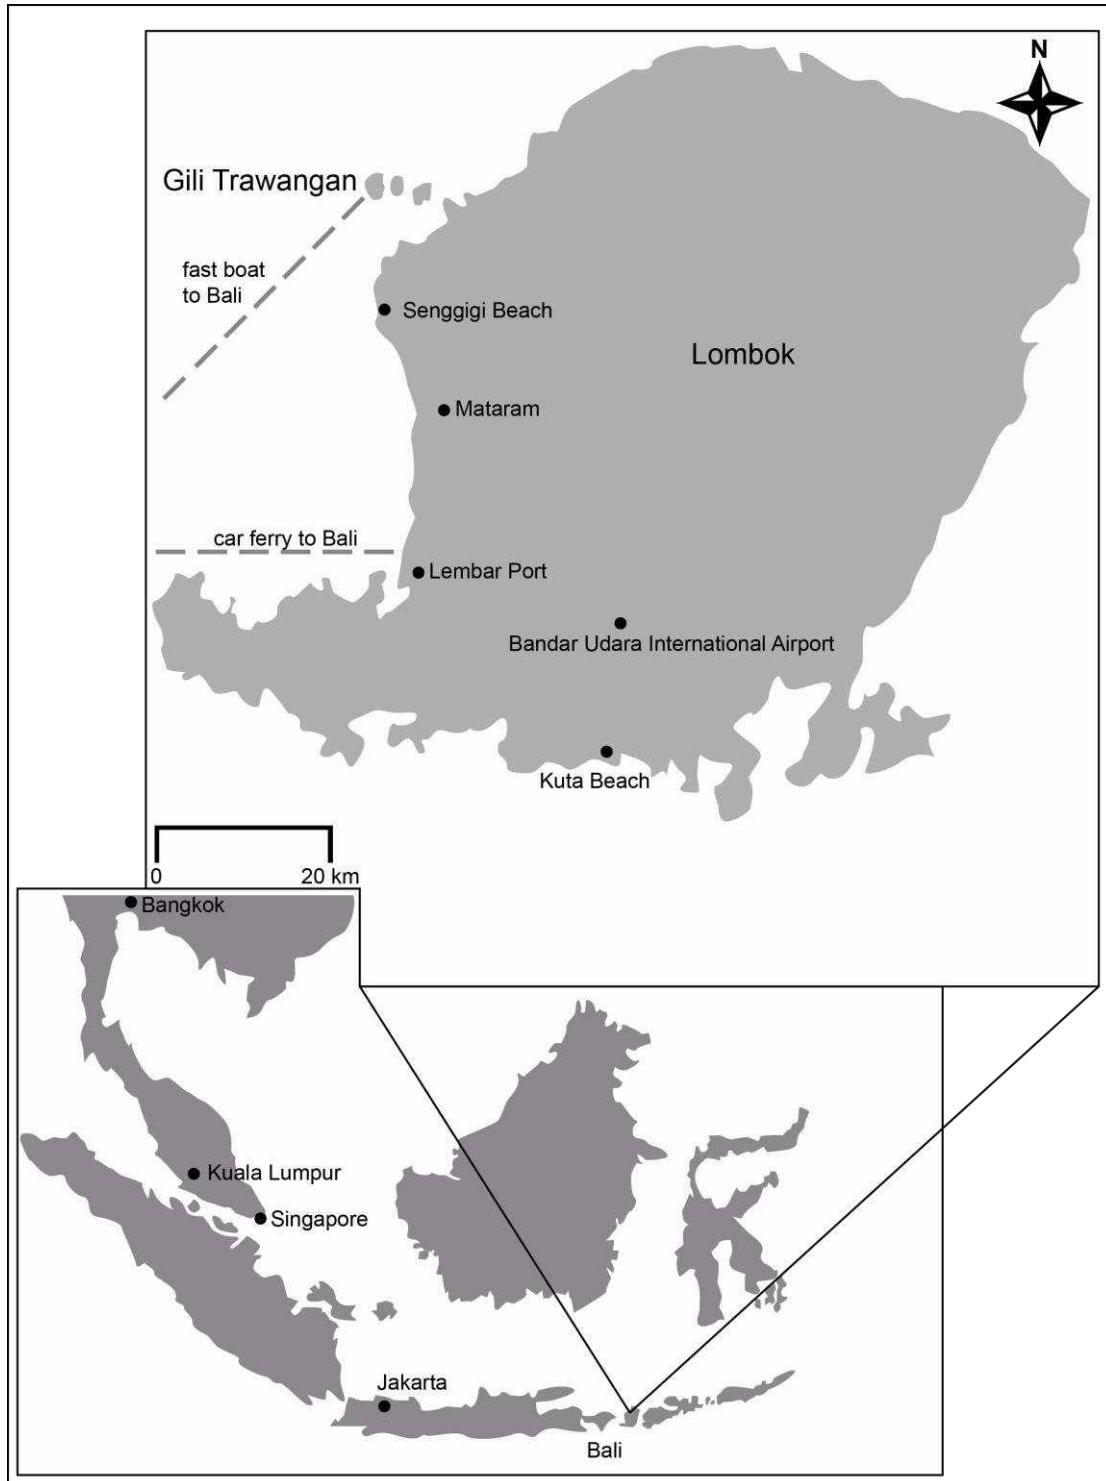 N
Gili Trawangan
fast boat
to Bali
Senggigi Beach
Lombok
Mataram
car ferry to Bali
Lembar Port
Bandar Udara International Airport
Kuta Beach
0
20 km
Bangkok
Kuala Lumpur
Singapore
Jakarta
Bali